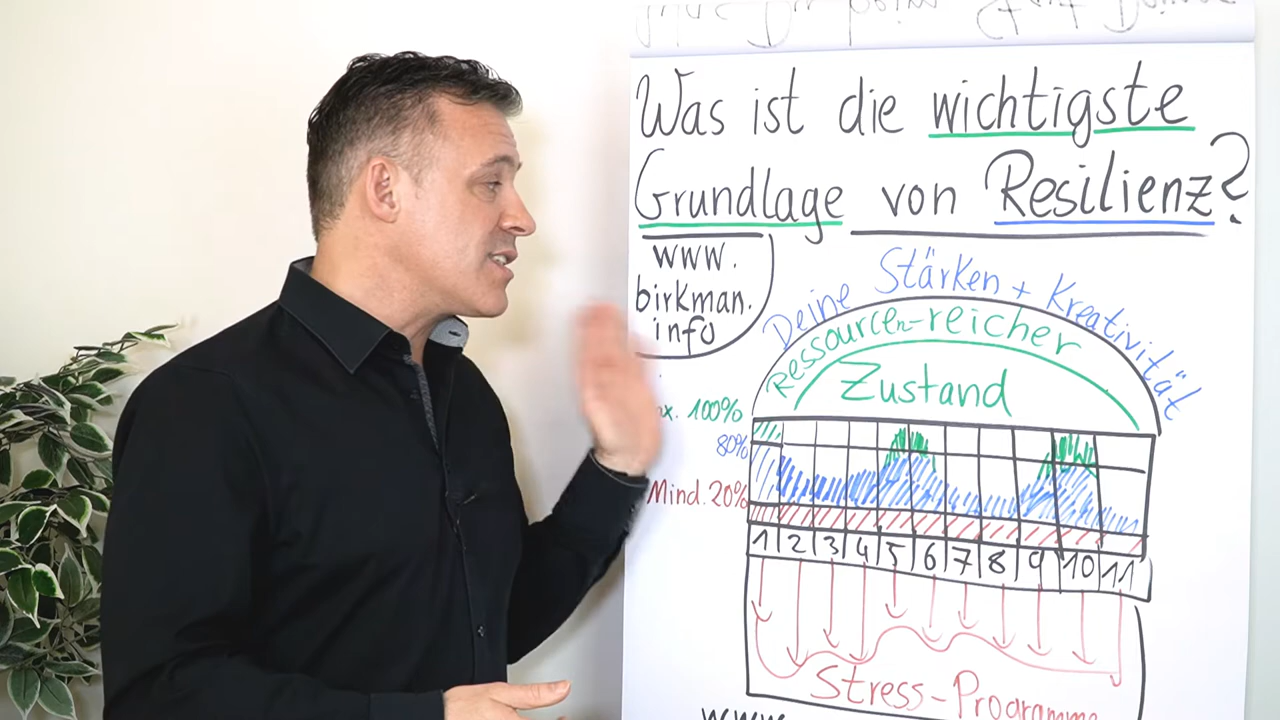 Was ist die wichtigste
Grundlage von Resilienz?
www.
birkman.
info
Deine Stärken + Kreativität
Ressourcen-reicher
Zustand
100%
80%
Mind. 20%
1 2 3 4 5 6 7 8 9 10 11
Stress-Programme